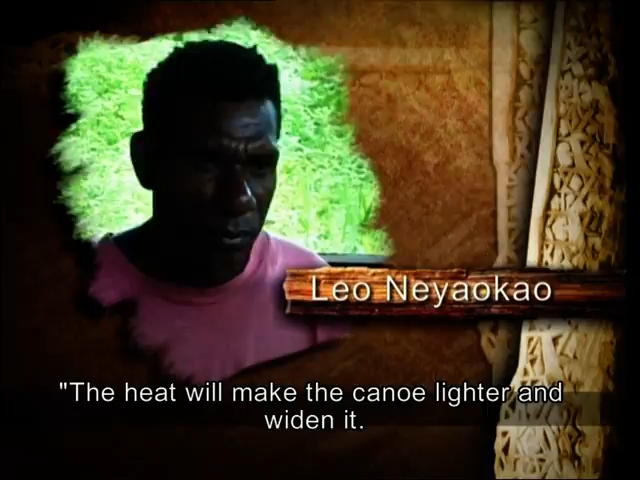 Leo Neyaokao
"The heat will make the canoe lighter and
widen it.